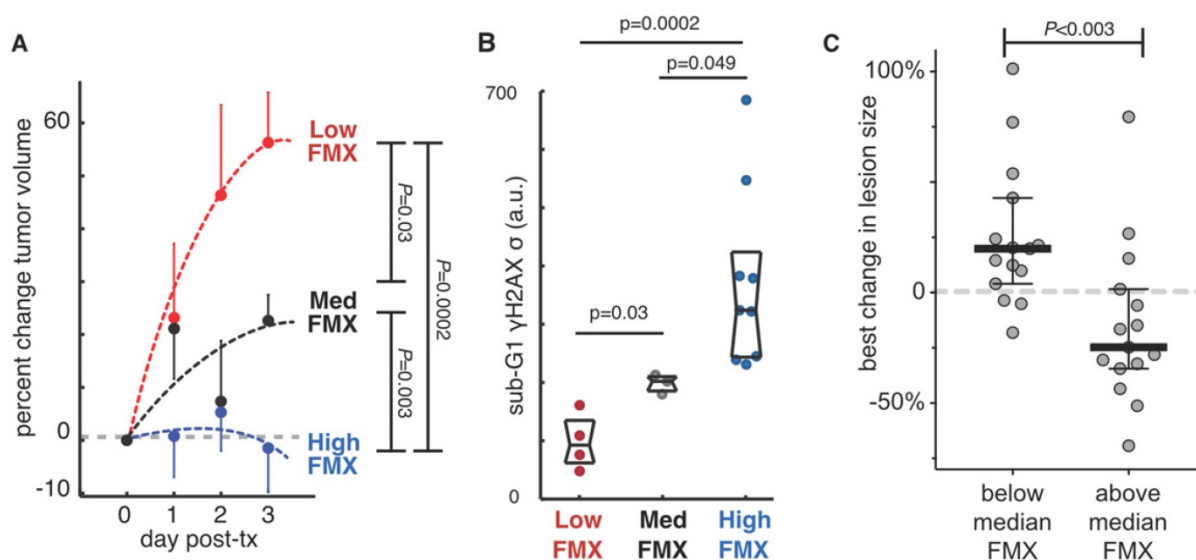 A
percent change tumor volume
60
0
-10
0 1 2 3
day post-tx
Low
FMX
Med
FMX
High
FMX
P=0.03
P=0.003
P=0.0002
B
sub-G1 γH2AX σ (a.u.)
700
0
p=0.0002
p=0.049
p=0.03
Low
FMX
Med
FMX
High
FMX
C
best change in lesion size
P<0.003
100%
0
-50%
below
median
FMX
above
median
FMX